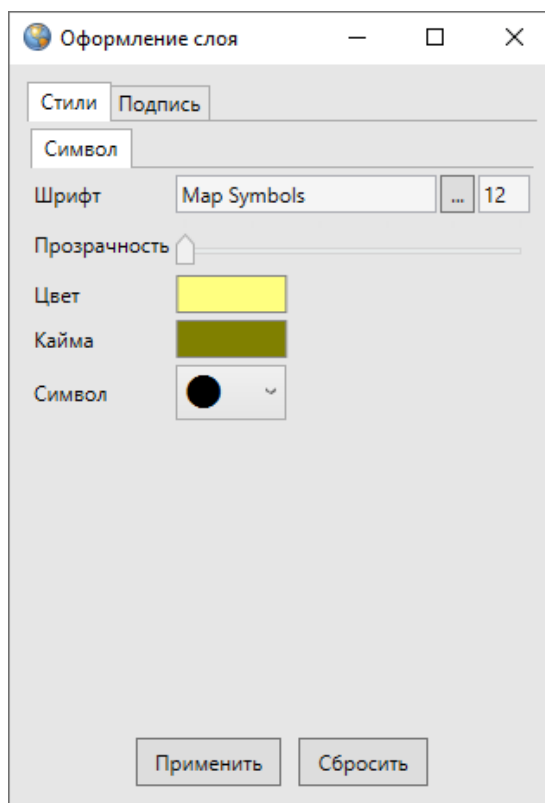 Оформление слоя
Стили Подпись
Символ
Шрифт Map Symbols ... 12
Прозрачность
Цвет
Кайма
Символ
Применить Сбросить